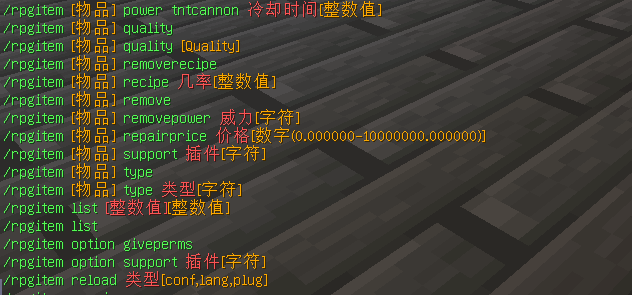 /rpgitem [物品] power tntcannon 冷却时间[整数值]
/rpgitem [物品] quality
/rpgitem [物品] quality [Quality]
/rpgitem [物品] removerecipe
/rpgitem [物品] recipe 几率[整数值]
/rpgitem [物品] remove
/rpgitem [物品] removepower 威力[字符]
/rpgitem [物品] repairprice 价格[数字(0.000000-10000000.000000)]
/rpgitem [物品] support 插件[字符]
/rpgitem [物品] type
/rpgitem [物品] type 类型[字符]
/rpgitem list [整数值][整数值]
/rpgitem list
/rpgitem option giveperms
/rpgitem option support 插件[字符]
/rpgitem reload 类型[conf,lang,plug]